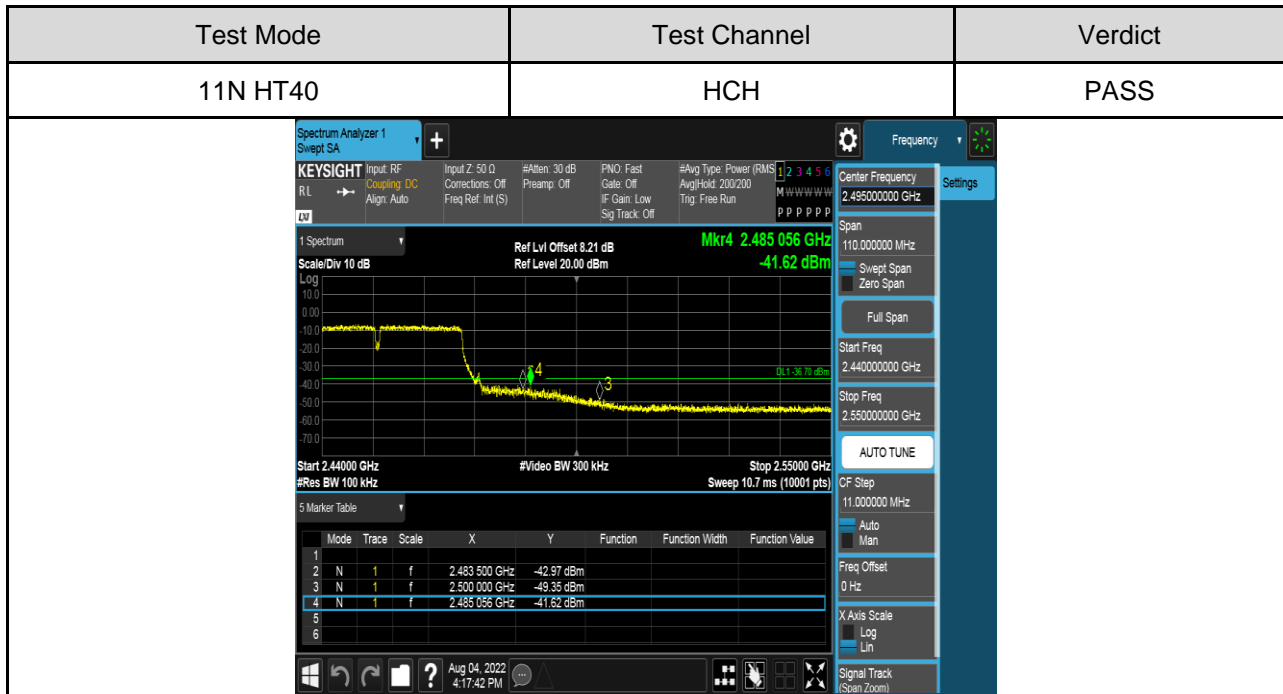 Test Mode Test Channel Verdict
11N HT40 HCH PASS
Spectrum Analyzer 1
Swept SA
+
Frequency
KEYSIGHT
RL
LXI
Input: RF
Coupling: DC
Align: Auto
Input Z: 50 Ω
Corrections: Off
Freq Ref: Int (S)
#Atten: 30 dB
Preamp: Off
PNO: Fast
Gate: Off
IF Gain: Low
Sig Track: Off
#Avg Type: Power (RMS
Avg|Hold: 200/200
Trig: Free Run
1 2 3 4 5 6
M W W W W W
P P P P P P
1 Spectrum
Scale/Div 10 dB
Ref Lvl Offset 8.21 dB
Ref Level 20.00 dBm
Mkr4 2.485 056 GHz
-41.62 dBm
Log
10.0
0.00
-10.0
-20.0
-30.0
-40.0
-50.0
-60.0
-70.0
4
3
DL1 -36.70 dBm
Start 2.44000 GHz #Video BW 300 kHz Stop 2.55000 GHz
#Res BW 100 kHz Sweep 10.7 ms (10001 pts)
5 Marker Table
Mode Trace Scale X Y Function Function Width Function Value
1
2 N 1 f 2.483 500 GHz -42.97 dBm
3 N 1 f 2.500 000 GHz -49.35 dBm
4 N 1 f 2.485 056 GHz -41.62 dBm
5
6
?
Aug 04, 2022
4:17:42 PM
Center Frequency
2.495000000 GHz
Settings
Span
110.000000 MHz
Swept Span
Zero Span
Full Span
Start Freq
2.440000000 GHz
Stop Freq
2.550000000 GHz
AUTO TUNE
CF Step
11.000000 MHz
Auto
Man
Freq Offset
0 Hz
X Axis Scale
Log
Lin
Signal Track
(Span Zoom)